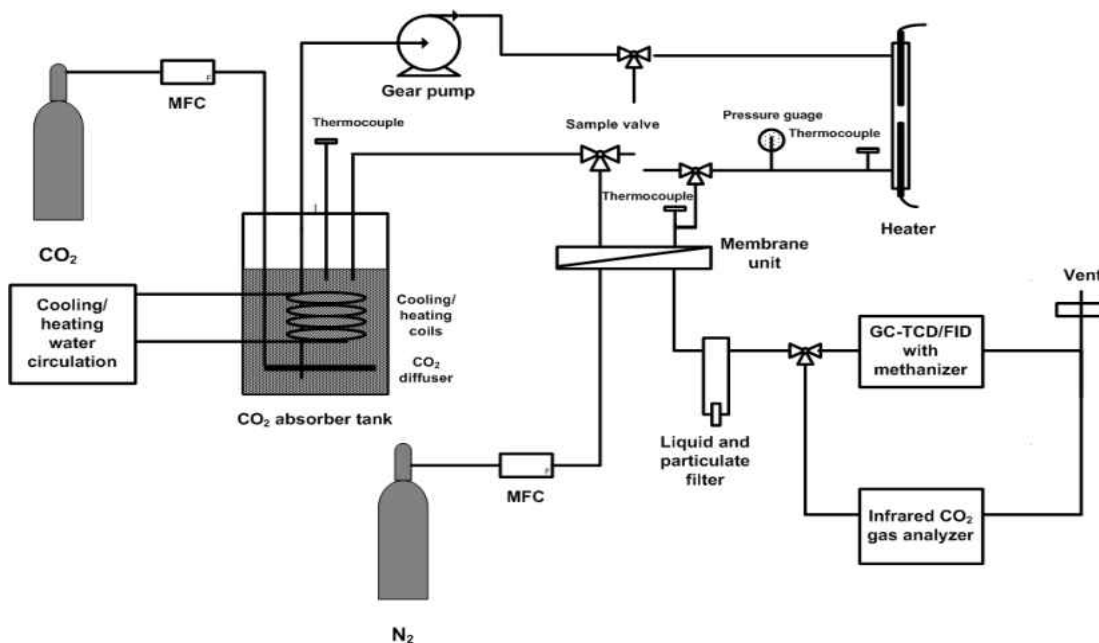 Gear pump
MFC
Thermocouple
Sample valve
Pressure guage
Thermocouple
Thermocouple
Heater
CO₂
Membrane
unit
Vent
Cooling/
heating
water
circulation
Cooling/
heating
coils
CO₂
diffuser
GC-TCD/FID
with
methanizer
CO₂ absorber tank
Liquid and
particulate
filter
MFC
Infrared CO₂
gas analyzer
N₂